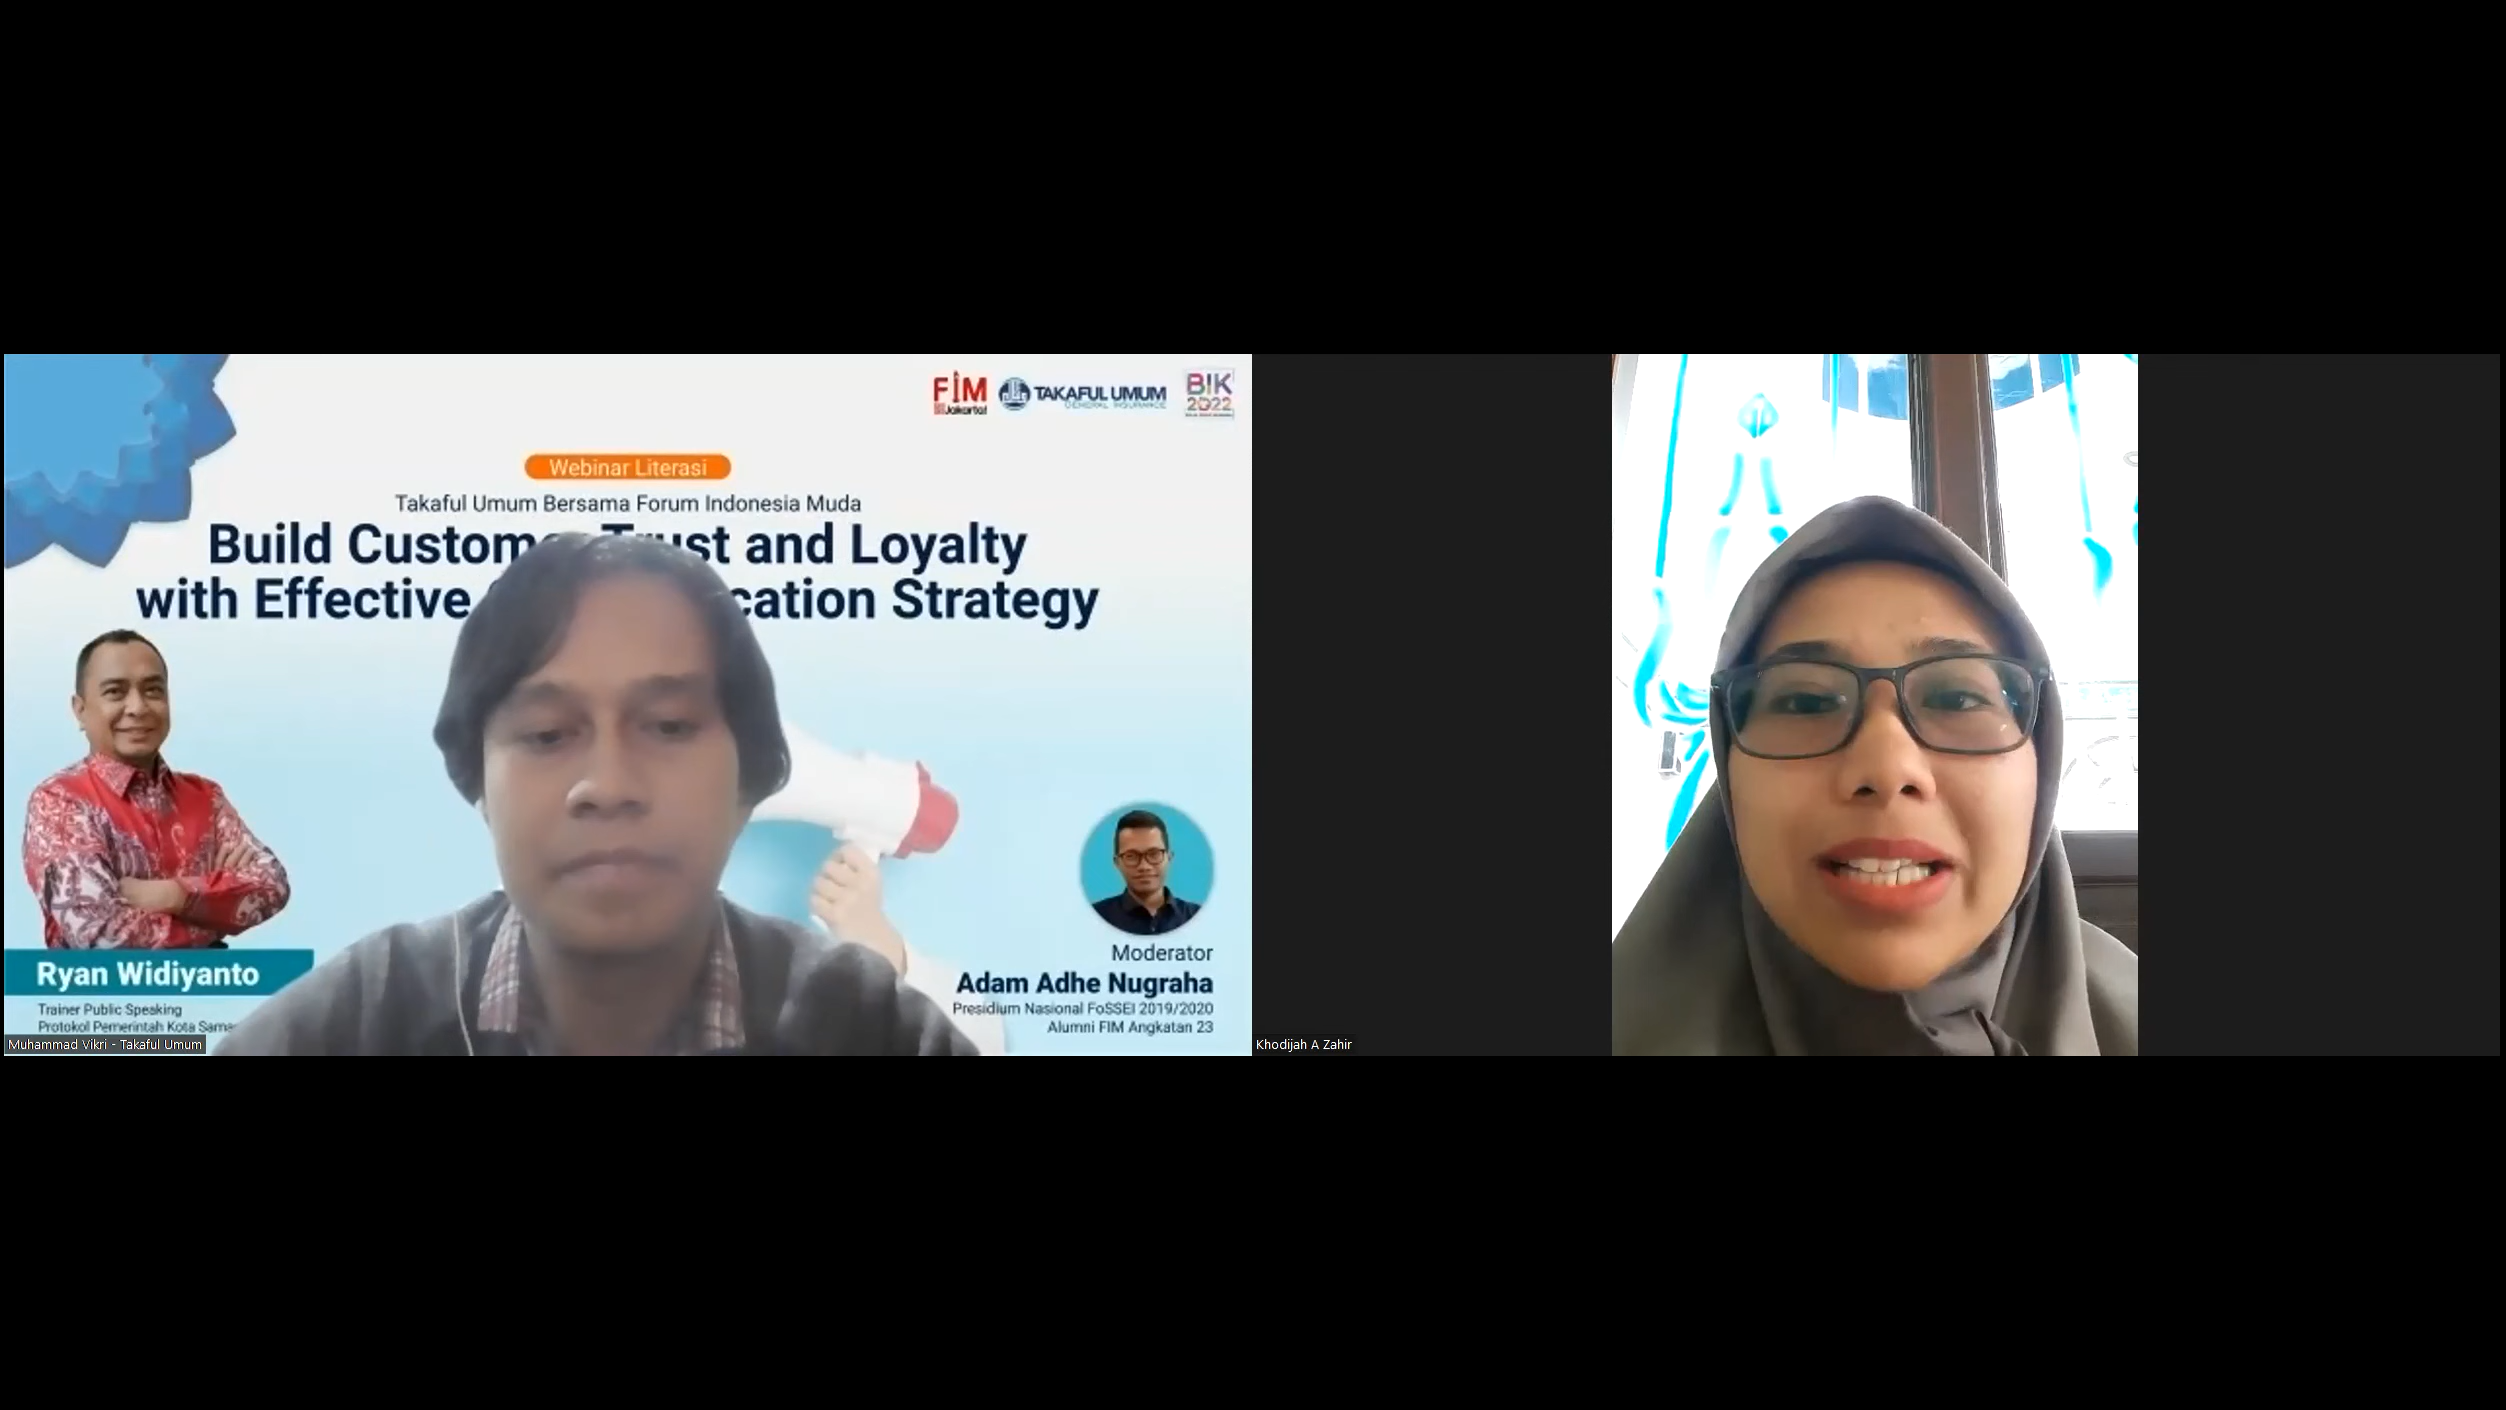 FIM
Jakarta!
TAKAFUL UMUM
GENERAL INSURANCE
BIK
2022
Webinar Literasi
Takaful Umum Bersama Forum Indonesia Muda
Build Custome Trust and Loyalty
with Effective cation Strategy
Ryan Widiyanto
Trainer Public Speaking
Protokol Pemerintah Kota Sama
Moderator
Adam Adhe Nugraha
Presidium Nasional FoSSEI 2019/2020
Alumni FIM Angkatan 23
Muhammad Vikri - Takaful Umum
Khodijah A Zahir